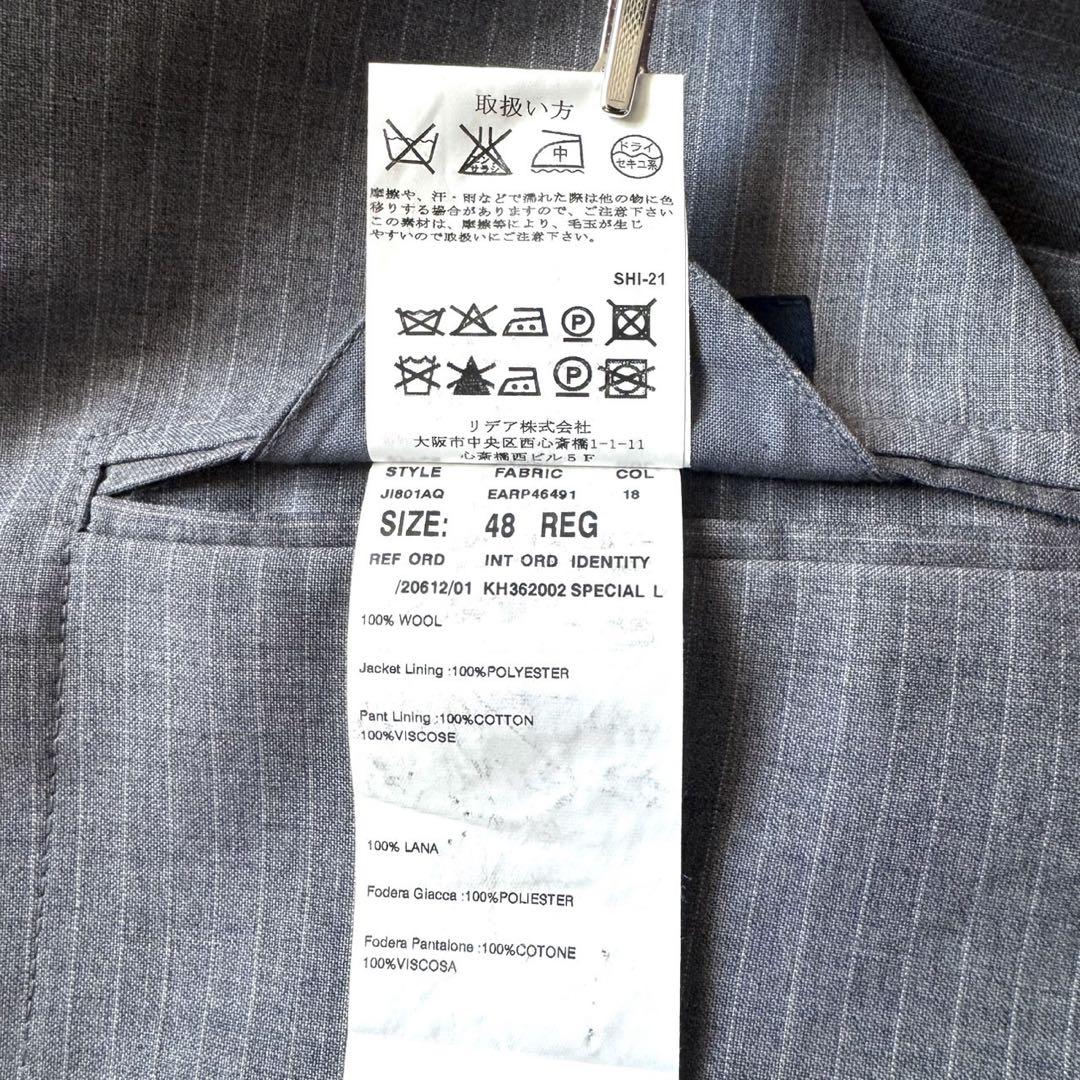 取扱い方
エンソ
サラシ
中
ドライ
セキユ系
摩擦や、汗・雨などで濡れた際は他の物に色
移りする場合がありますので、ご注意下さい
この素材は、摩擦等により、毛玉が生じ
やすいので取扱いにご注意下さい。
SHI-21
P
P
リデア株式会社
大阪市中央区西心斎橋1-1-11
心斎橋西ビル5F
STYLE FABRIC COL
JI801AQ EARP46491 18
SIZE: 48 REG
REF ORD INT ORD IDENTITY
/20612/01 KH362002 SPECIAL L
100% WOOL
Jacket Lining :100%POLYESTER
Pant Lining :100%COTTON
100%VISCOSE
100% LANA
Fodera Giacca :100%POLIESTER
Fodera Pantalone :100%COTONE
100%VISCOSA